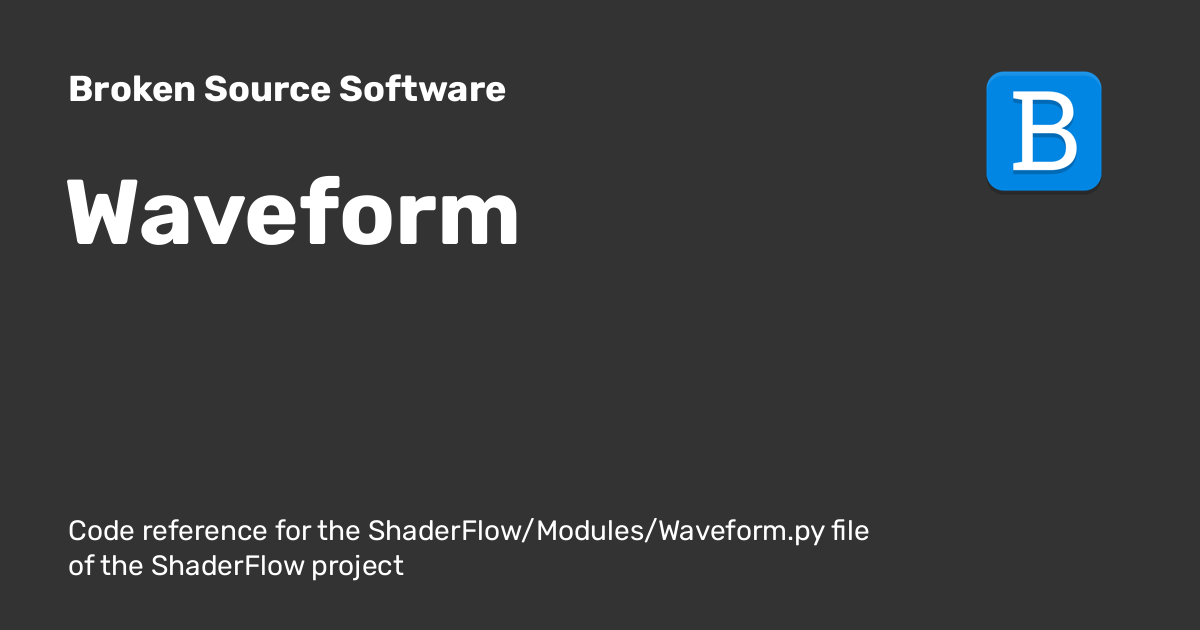 Broken Source Software
B
Waveform
Code reference for the ShaderFlow/Modules/Waveform.py file
of the ShaderFlow project